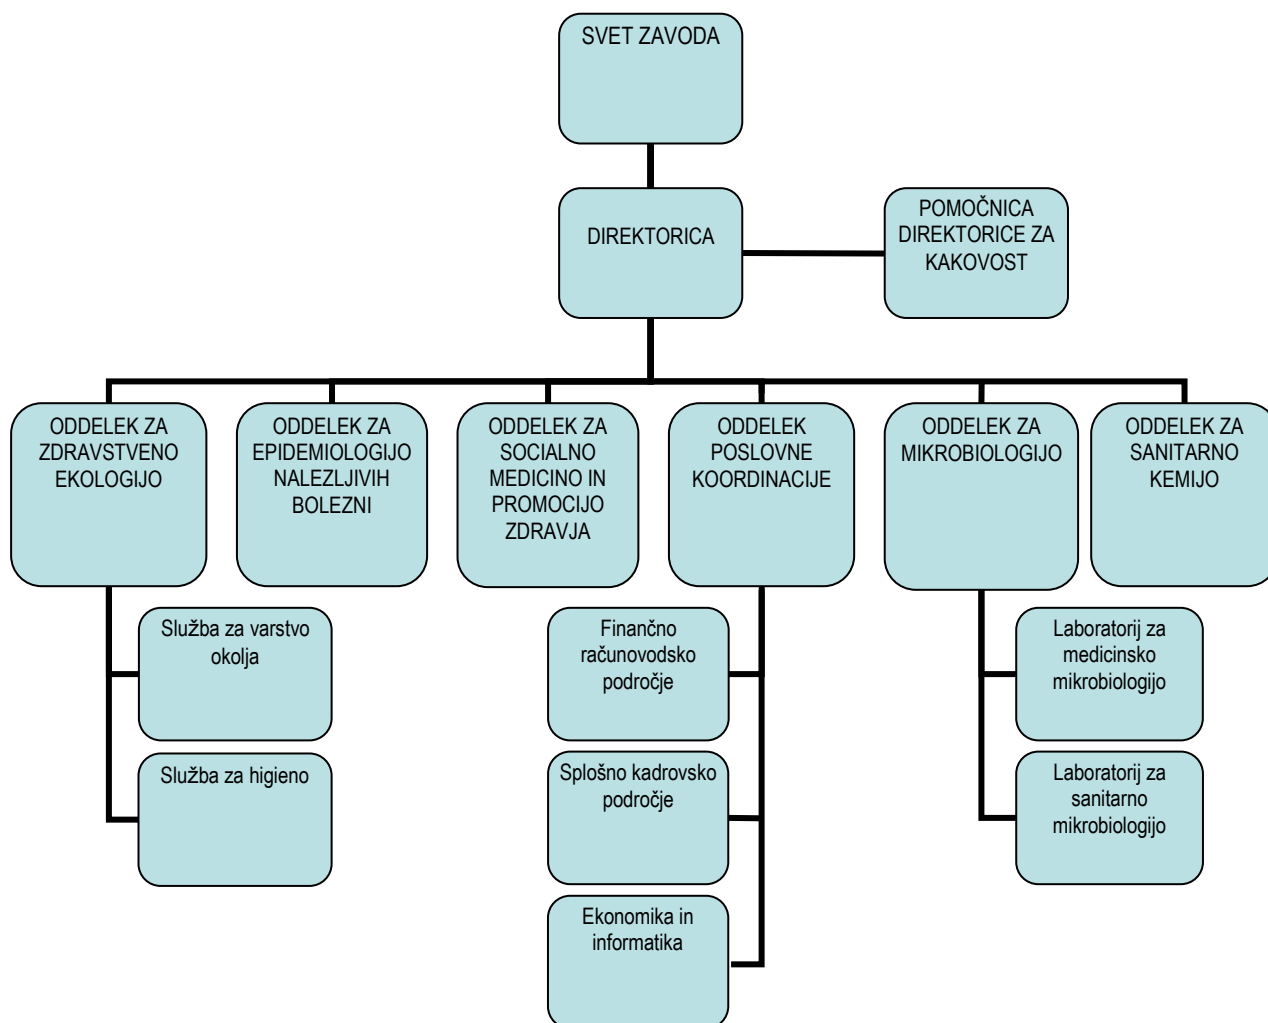 SVET ZAVODA
DIREKTORICA
POMOČNICA
DIREKTORICE ZA
KAKOVOST
ODDELEK ZA
ZDRAVSTVENO
EKOLOGIJO
ODDELEK ZA
EPIDEMIOLOGIJO
NALEZLJIVIH
BOLEZNI
ODDELEK ZA
SOCIALNO
MEDICINO IN
PROMOCIJO
ZDRAVJA
ODDELEK
POSLOVNE
KOORDINACIJE
ODDELEK ZA
MIKROBIOLOGIJO
ODDELEK ZA
SANITARNO
KEMIJO
Služba za varstvo
okolja
Služba za higieno
Finančno
računovodsko
področje
Splošno kadrovsko
področje
Ekonomika in
informatika
Laboratorij za
medicinsko
mikrobiologijo
Laboratorij za
sanitarno
mikrobiologijo